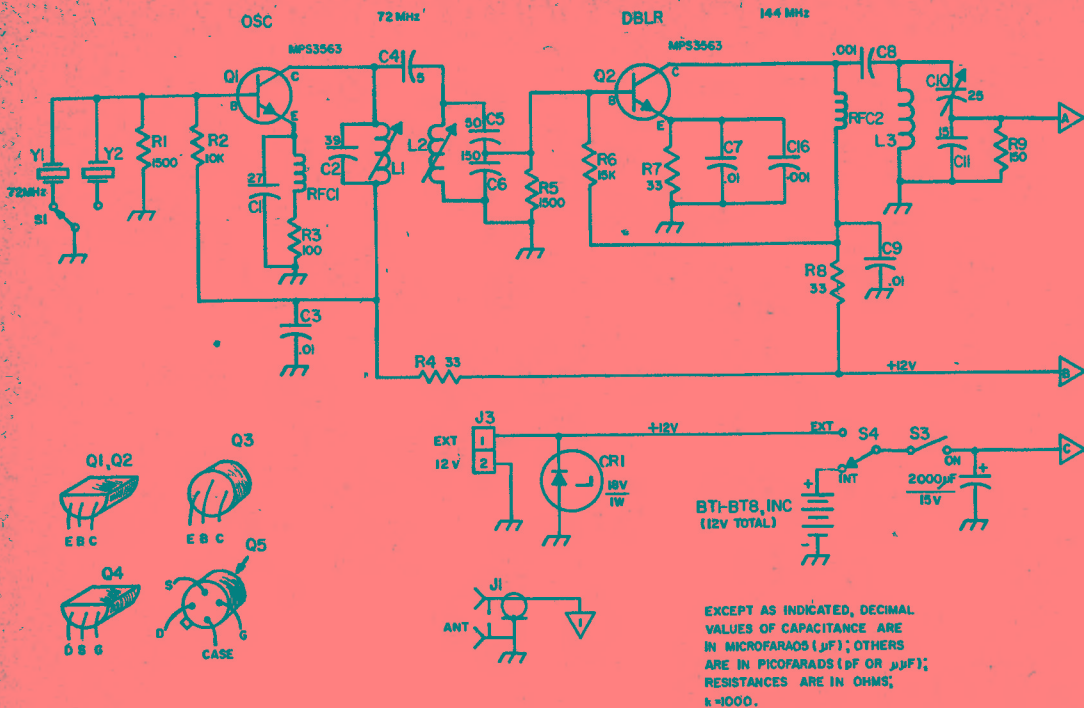 OSC 72 MHz DBLR 144 MHz
MPS3563 MPS3563
Q1 C B E
C4 5
Q2 C B E
.001 C8
C10 25
Y1 Y2
72MHz
S1
R1 1500
R2 10K
27 C1
RFC1
R3 100
39 C2
L1
L2
50 C5
150 C6
R5 1500
R6 15K
R7 33
C7 .01
C16 .001
RFC2
L3
15 C11
R9 150
A
C3 .01
R4 33
R8 33
C9 .01
+12V
B
J3
EXT 1
12V 2
+12V
CR1
18V
1W
EXT
S4
INT
S3
ON
+
2000µF
15V
C
+
BT1-BT8, INC
(12V TOTAL)
-
Q1, Q2
E B C
Q3
E B C
Q4
D S G
Q5
S
D
G
CASE
J1
ANT
1
EXCEPT AS INDICATED, DECIMAL
VALUES OF CAPACITANCE ARE
IN MICROFARAOS (µF); OTHERS
ARE IN PICOFARADS (pF OR µµF);
RESISTANCES ARE IN OHMS;
k =1000.